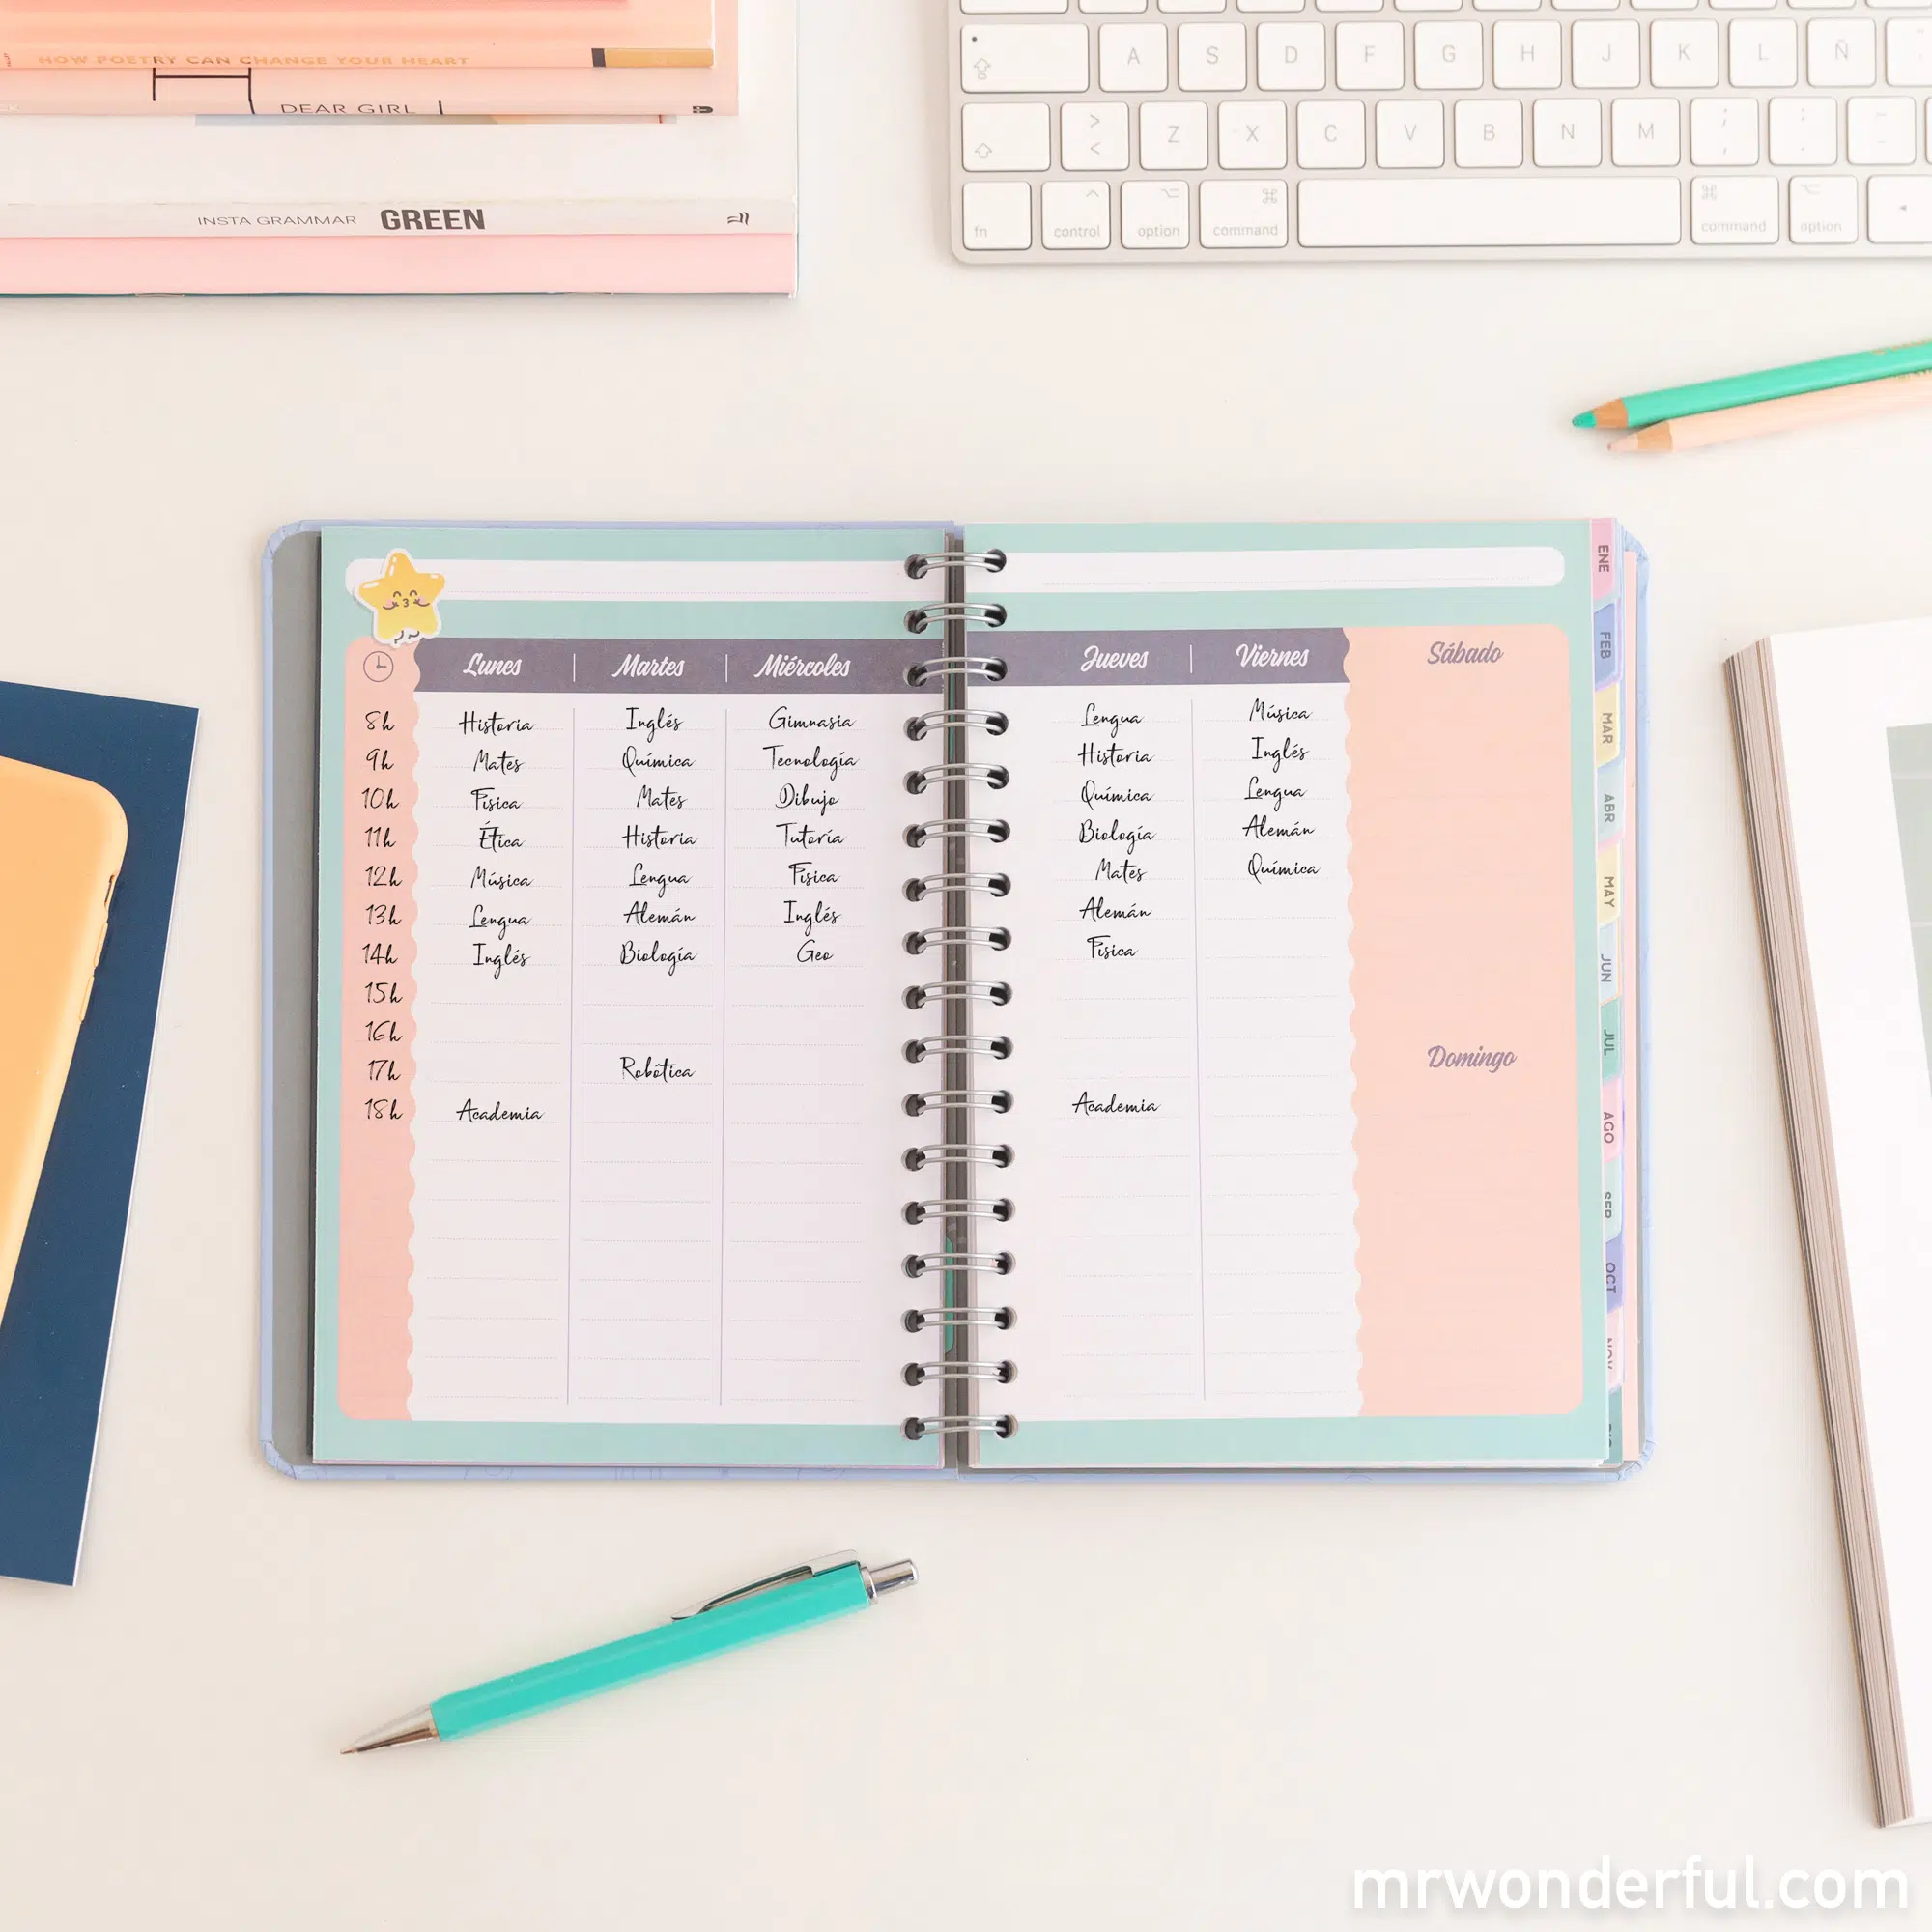 HOW POETRY CAN CHANGE YOUR HEART
DEAR GIRL
INSTA GRAMMAR GREEN
A S D F G H J K L Ñ
> < Z X C V B N M ; , : . _ -
fn control option command command option
Lunes Martes Miércoles Jueves Viernes Sábado
8h Historia Inglés Gimnasia Lengua Música
9h Mates Química Tecnología Historia Inglés
10h Física Mates Dibujo Química Lengua
11h Ética Historia Tutoría Biología Alemán
12h Música Lengua Física Mates Química
13h Lengua Alemán Inglés Alemán
14h Inglés Biología Geo Física
15h
16h
17h Robótica
Domingo
18h Academia Academia
ENE
FEB
MAR
ABR
MAY
JUN
JUL
AGO
SEP
OCT
NOV
mrwonderful.com